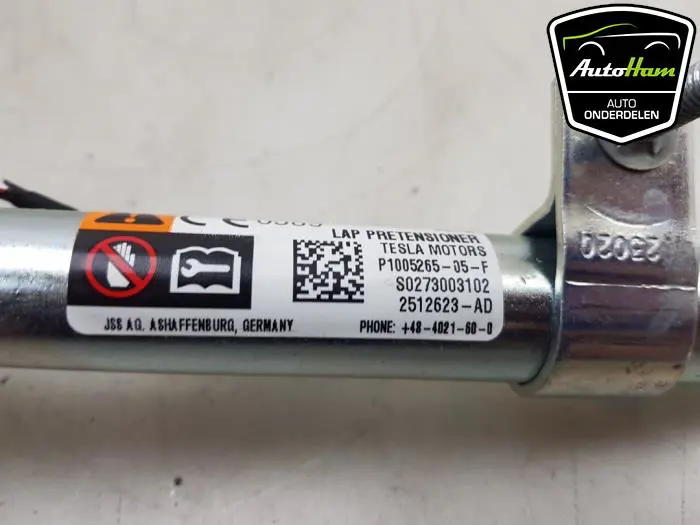 AutoHam
AUTO
ONDERDELEN
LAP PRETENSIONER
TESLA MOTORS
P1005265-05-F
S0273003102
2512623-AD
JSS AG. ASHAFFENBURG, GERMANY
PHONE: +48-4021-60-0